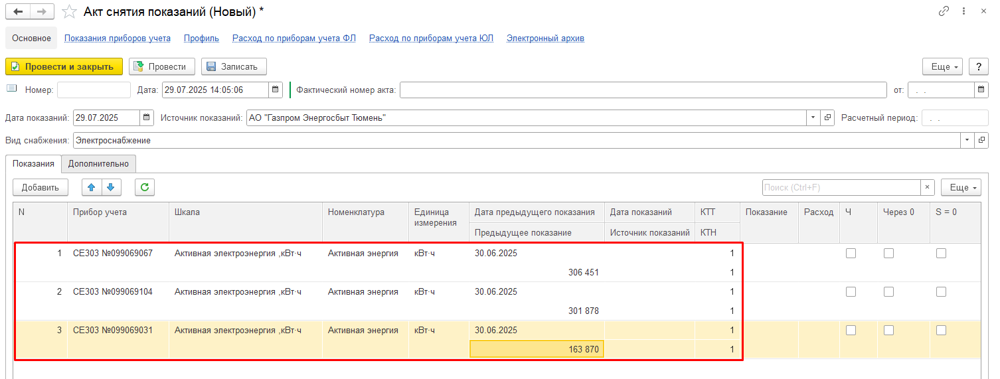 Акт снятия показаний (Новый) *
Основное Показания приборов учета Профиль Расход по приборам учета ФЛ Расход по приборам учета ЮЛ Электронный архив
Провести и закрыть Провести Записать Еще ?
Номер: Дата: 29.07.2025 14:05:06 Фактический номер акта: от: . .
Дата показаний: 29.07.2025 Источник показаний: АО "Газпром Энергосбыт Тюмень" Расчетный период: . .
Вид снабжения: Электроснабжение
Показания Дополнительно
Добавить Поиск (Ctrl+F) × Еще
N Прибор учета Шкала Номенклатура Единица измерения Дата предыдущего показания Дата показаний КТТ Показание Расход Ч Через 0 S = 0
Предыдущее показание Источник показаний КТН
1 СЕ303 №099069067 Активная электроэнергия ,кВт·ч Активная энергия кВт·ч 30.06.2025 1
306 451 1
2 СЕ303 №099069104 Активная электроэнергия ,кВт·ч Активная энергия кВт·ч 30.06.2025 1
301 878 1
3 СЕ303 №099069031 Активная электроэнергия ,кВт·ч Активная энергия кВт·ч 30.06.2025 1
163 870 1